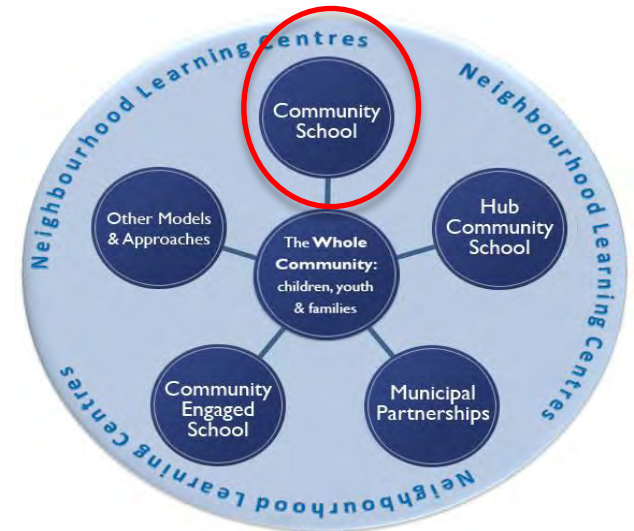 Neighbourhood Learning Centres
Neighbourhood Learning Centres
Community
School
Other Models
& Approaches
The Whole
Community:
children, youth
& families
Hub
Community
School
Community
Engaged
School
Municipal
Partnerships
Neighbourhood Learning Centres